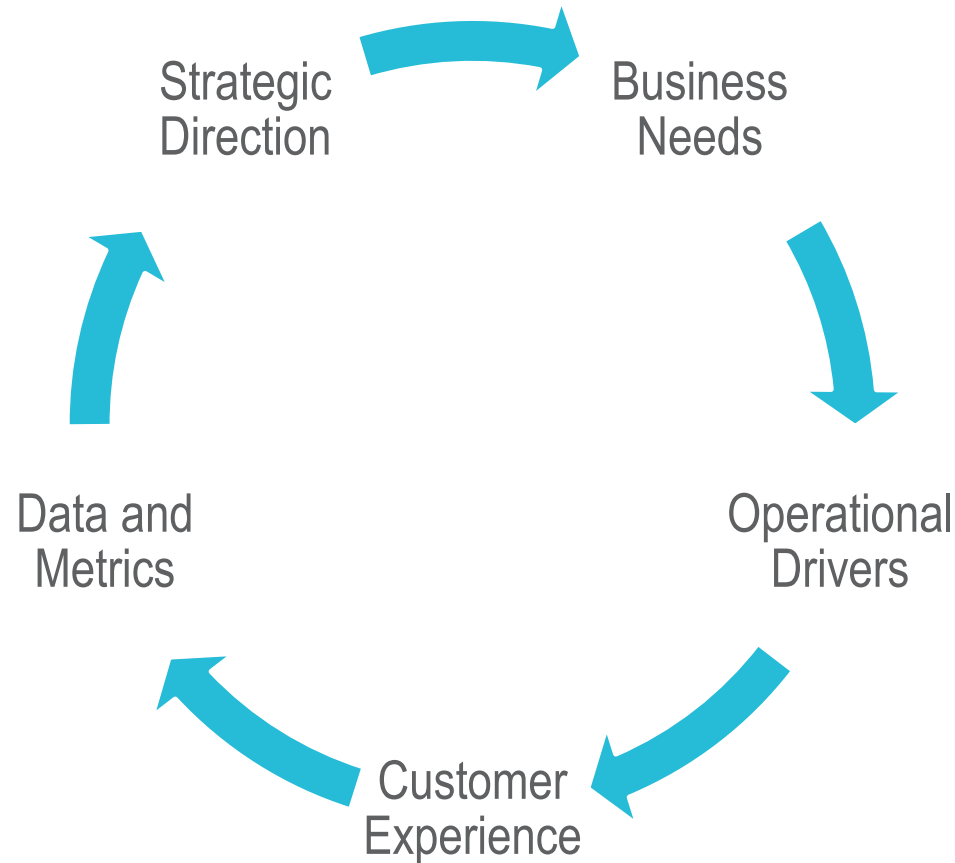 Strategic
Direction
Business
Needs
Operational
Drivers
Customer
Experience
Data and
Metrics